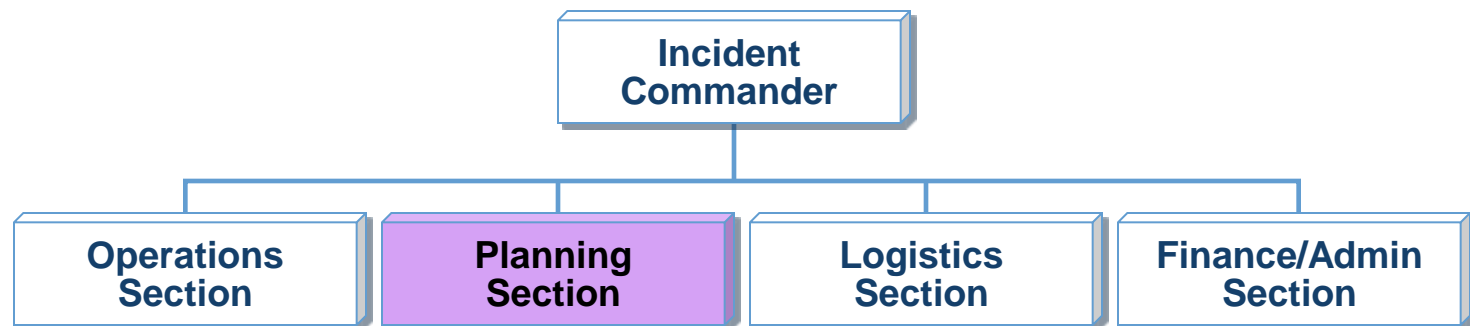 Incident
Commander
Operations
Section
Planning
Section
Logistics
Section
Finance/Admin
Section